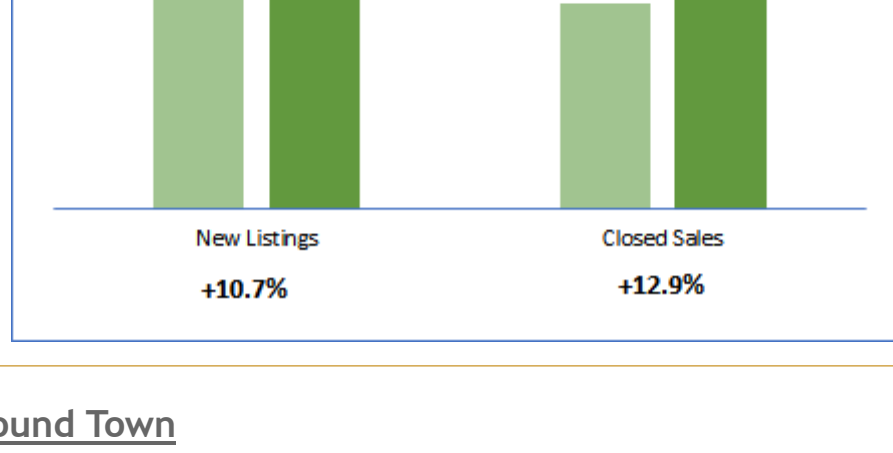 New Listings
Closed Sales
+10.7%
+12.9%
ound Town